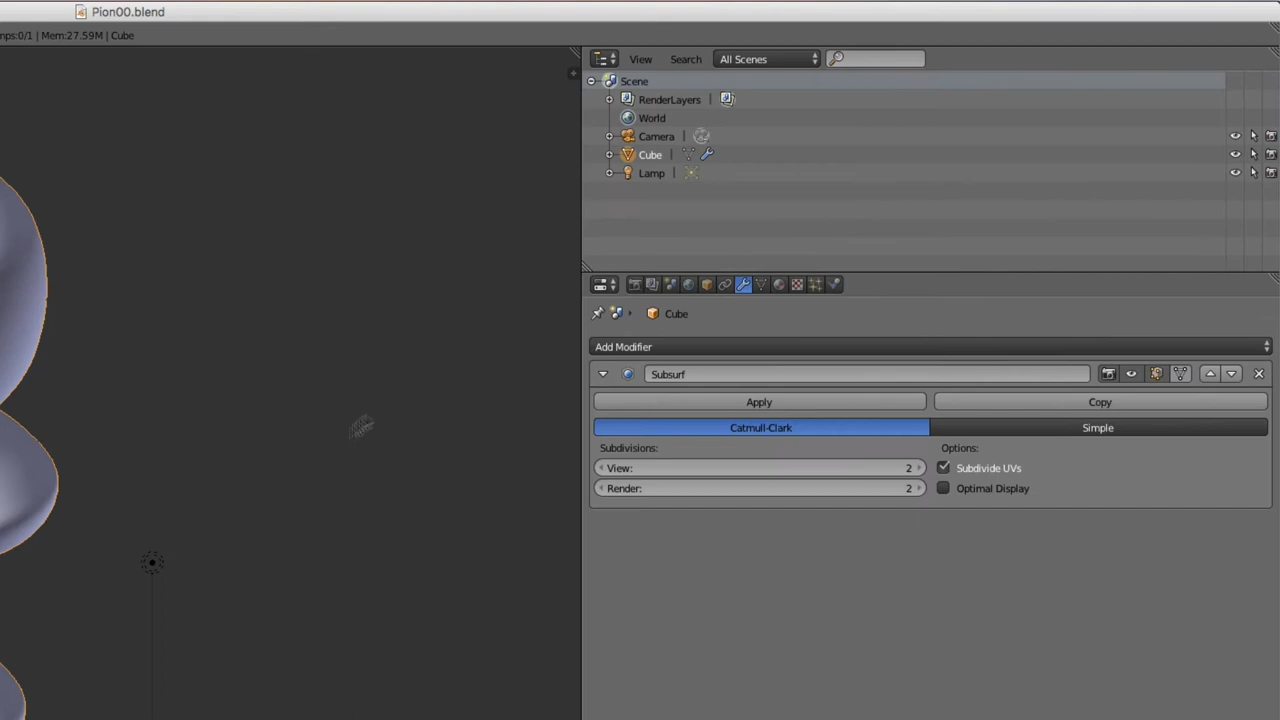 Pion00.blend
mps:0/1 | Mem:27.59M | Cube
View Search All Scenes
Scene
RenderLayers |
World
Camera |
Cube |
Lamp |
Cube
Add Modifier
Subsurf
Apply Copy
Catmull-Clark Simple
Subdivisions: Options:
View: 2 Subdivide UVs
Render: 2 Optimal Display